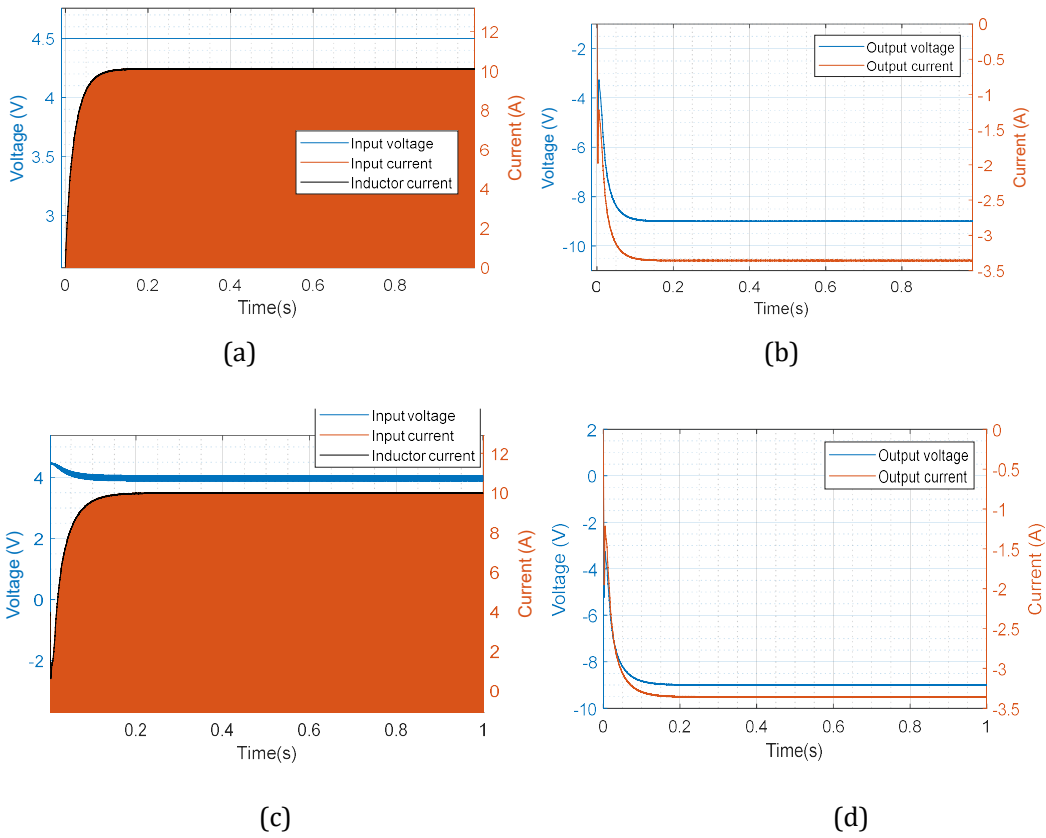 4.5
4
3.5
3
12
10
8
6
4
2
0
Voltage (V)
Current (A)
Input voltage
Input current
Inductor current
0
0.2
0.4
0.6
0.8
Time(s)
(a)
-2
-4
-6
-8
-10
0
-0.5
-1
-1.5
-2
-2.5
-3
-3.5
Voltage (V)
Current (A)
Output voltage
Output current
0
0.2
0.4
0.6
0.8
Time(s)
(b)
4
2
0
-2
12
10
8
6
4
2
0
Voltage (V)
Current (A)
Input voltage
Input current
Inductor current
0.2
0.4
0.6
0.8
1
Time(s)
(c)
2
0
-2
-4
-6
-8
-10
0
-0.5
-1
-1.5
-2
-2.5
-3
-3.5
Voltage (V)
Current (A)
Output voltage
Output current
0
0.2
0.4
0.6
0.8
1
Time(s)
(d)